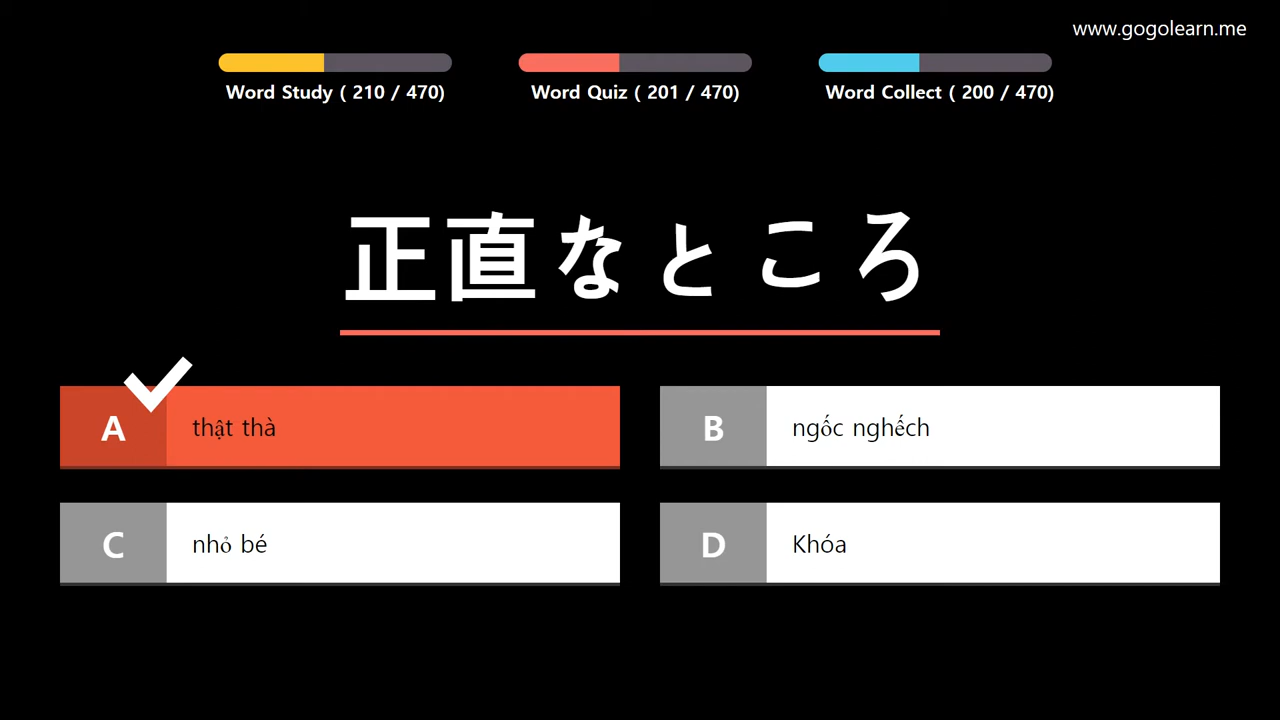 www.gogolearn.me
Word Study ( 210 / 470)
Word Quiz ( 201 / 470)
Word Collect ( 200 / 470)
正直なところ
A thật thà
B ngốc nghếch
C nhỏ bé
D Khóa